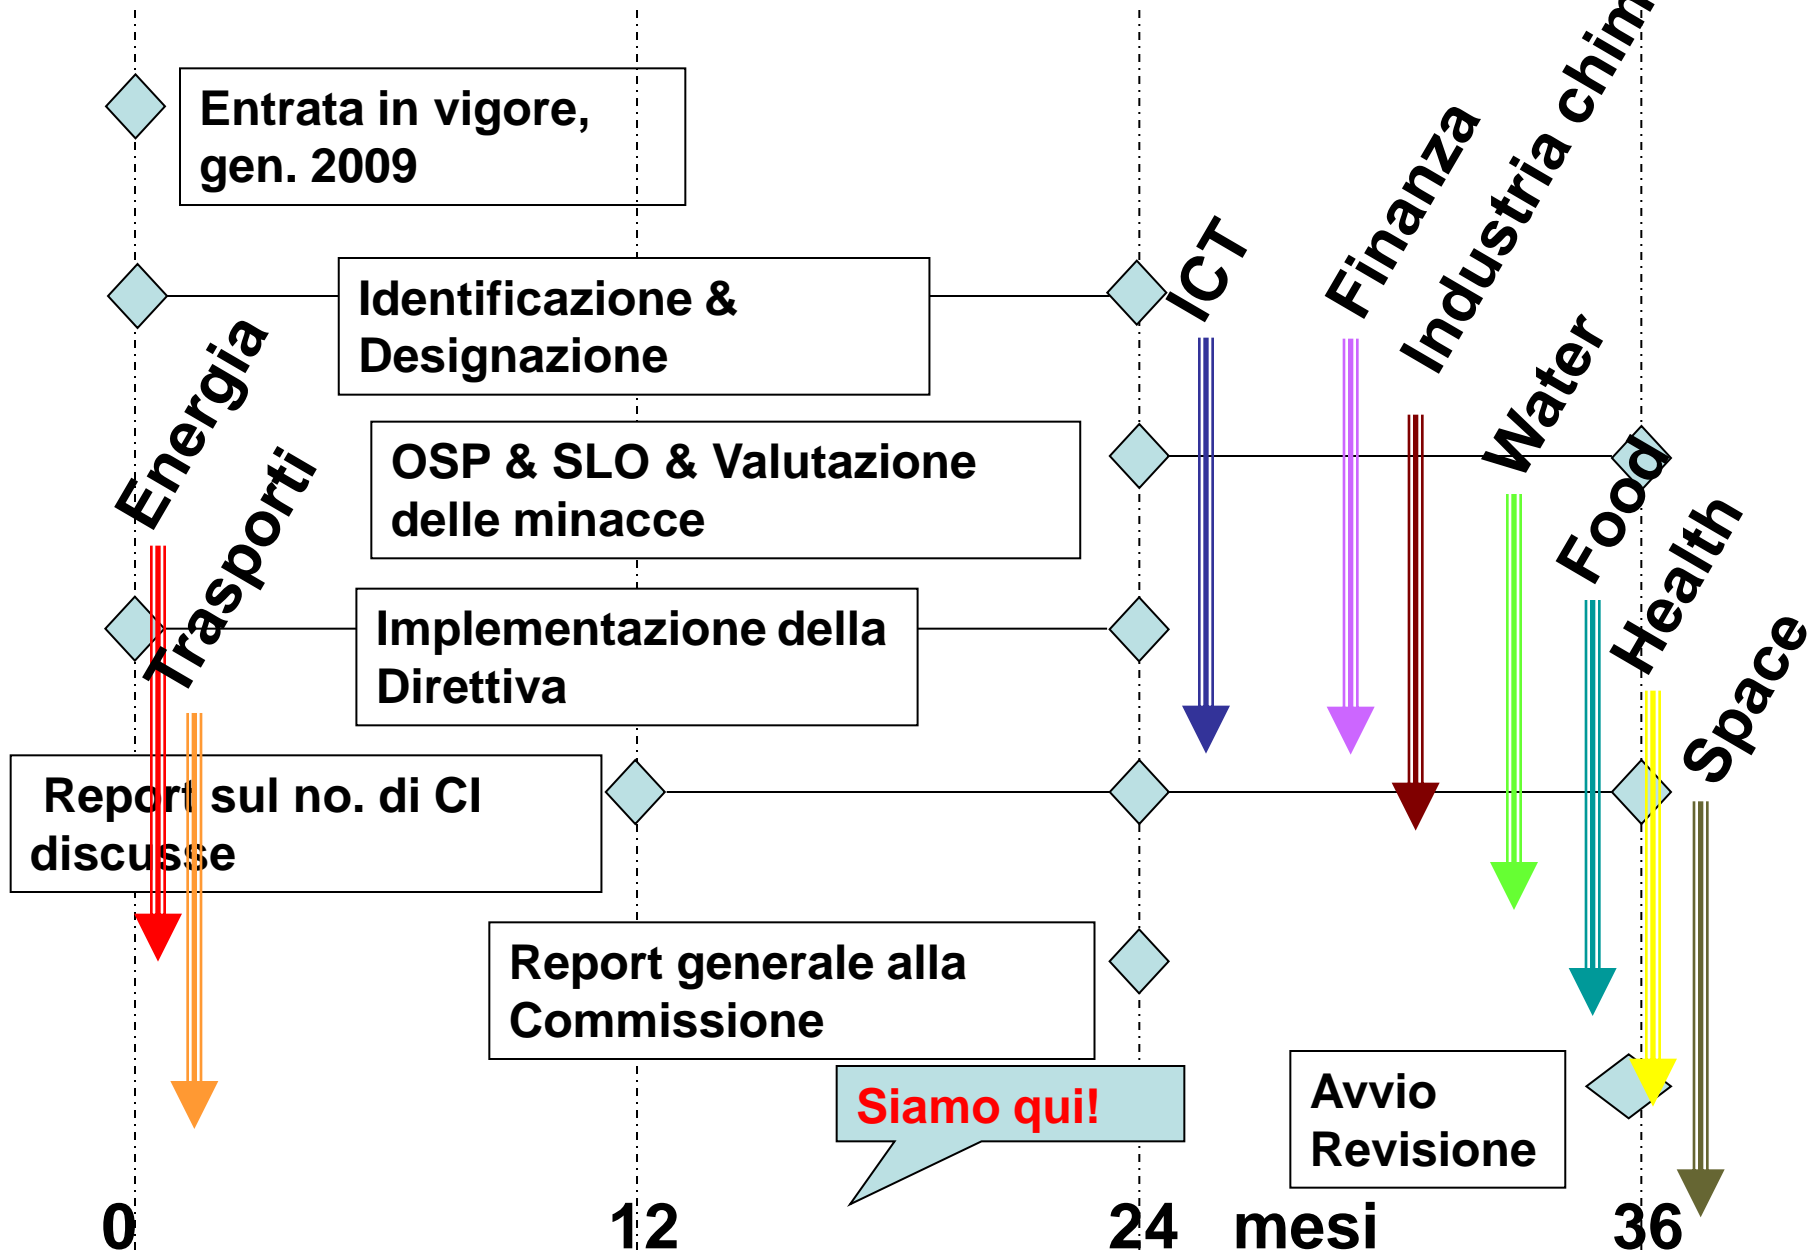 Entrata in vigore,
gen. 2009
Identificazione &
Designazione
OSP & SLO & Valutazione
delle minacce
Implementazione della
Direttiva
Report sul no. di CI
discusse
Report generale alla
Commissione
Siamo qui!
Avvio
Revisione
Energia
Trasporti
ICT
Finanza
Industria chim
Water
Food
Health
Space
0 12 24 mesi 36